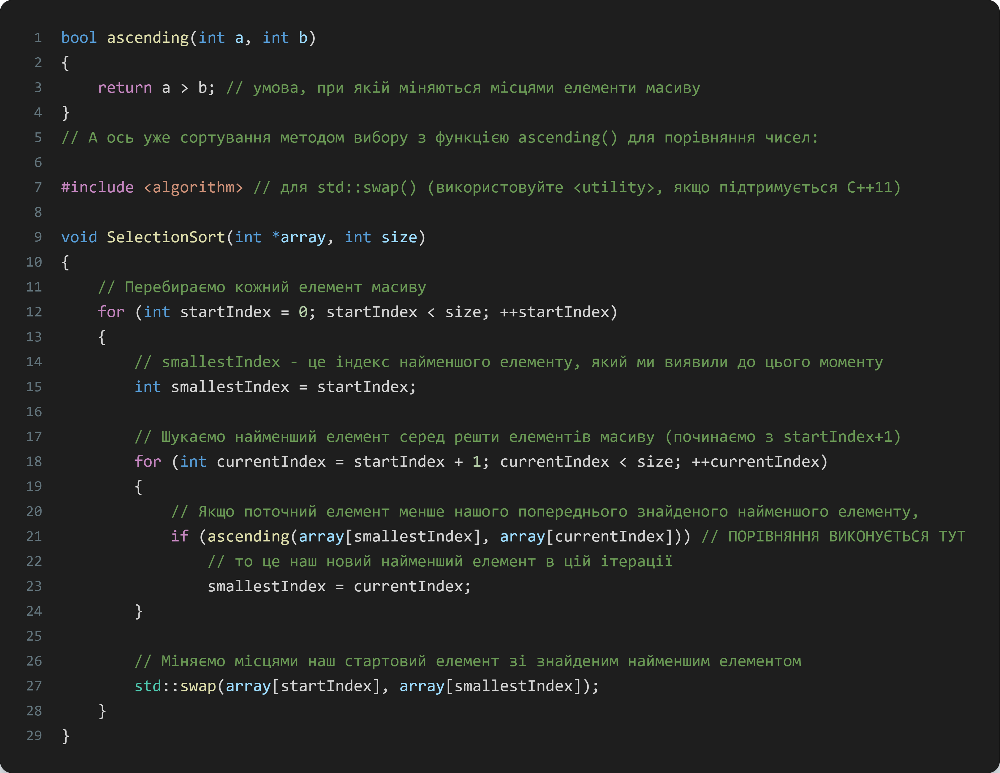 1 bool ascending(int a, int b)
2 {
3     return a > b; // умова, при якій міняються місцями елементи масиву
4 }
5 // А ось уже сортування методом вибору з функцією ascending() для порівняння чисел:
6
7 #include <algorithm> // для std::swap() (використовуйте <utility>, якщо підтримується C++11)
8
9 void SelectionSort(int *array, int size)
10 {
11     // Перебираємо кожний елемент масиву
12     for (int startIndex = 0; startIndex < size; ++startIndex)
13     {
14         // smallestIndex - це індекс найменшого елементу, який ми виявили до цього моменту
15         int smallestIndex = startIndex;
16
17         // Шукаємо найменший елемент серед решти елементів масиву (починаємо з startIndex+1)
18         for (int currentIndex = startIndex + 1; currentIndex < size; ++currentIndex)
19         {
20             // Якщо поточний елемент менше нашого попереднього знайденого найменшого елементу,
21             if (ascending(array[smallestIndex], array[currentIndex])) // ПОРІВНЯННЯ ВИКОНУЄТЬСЯ ТУТ
22                 // то це наш новий найменший елемент в цій ітерації
23                 smallestIndex = currentIndex;
24         }
25
26         // Міняємо місцями наш стартовий елемент зі знайденим найменшим елементом
27         std::swap(array[startIndex], array[smallestIndex]);
28     }
29 }